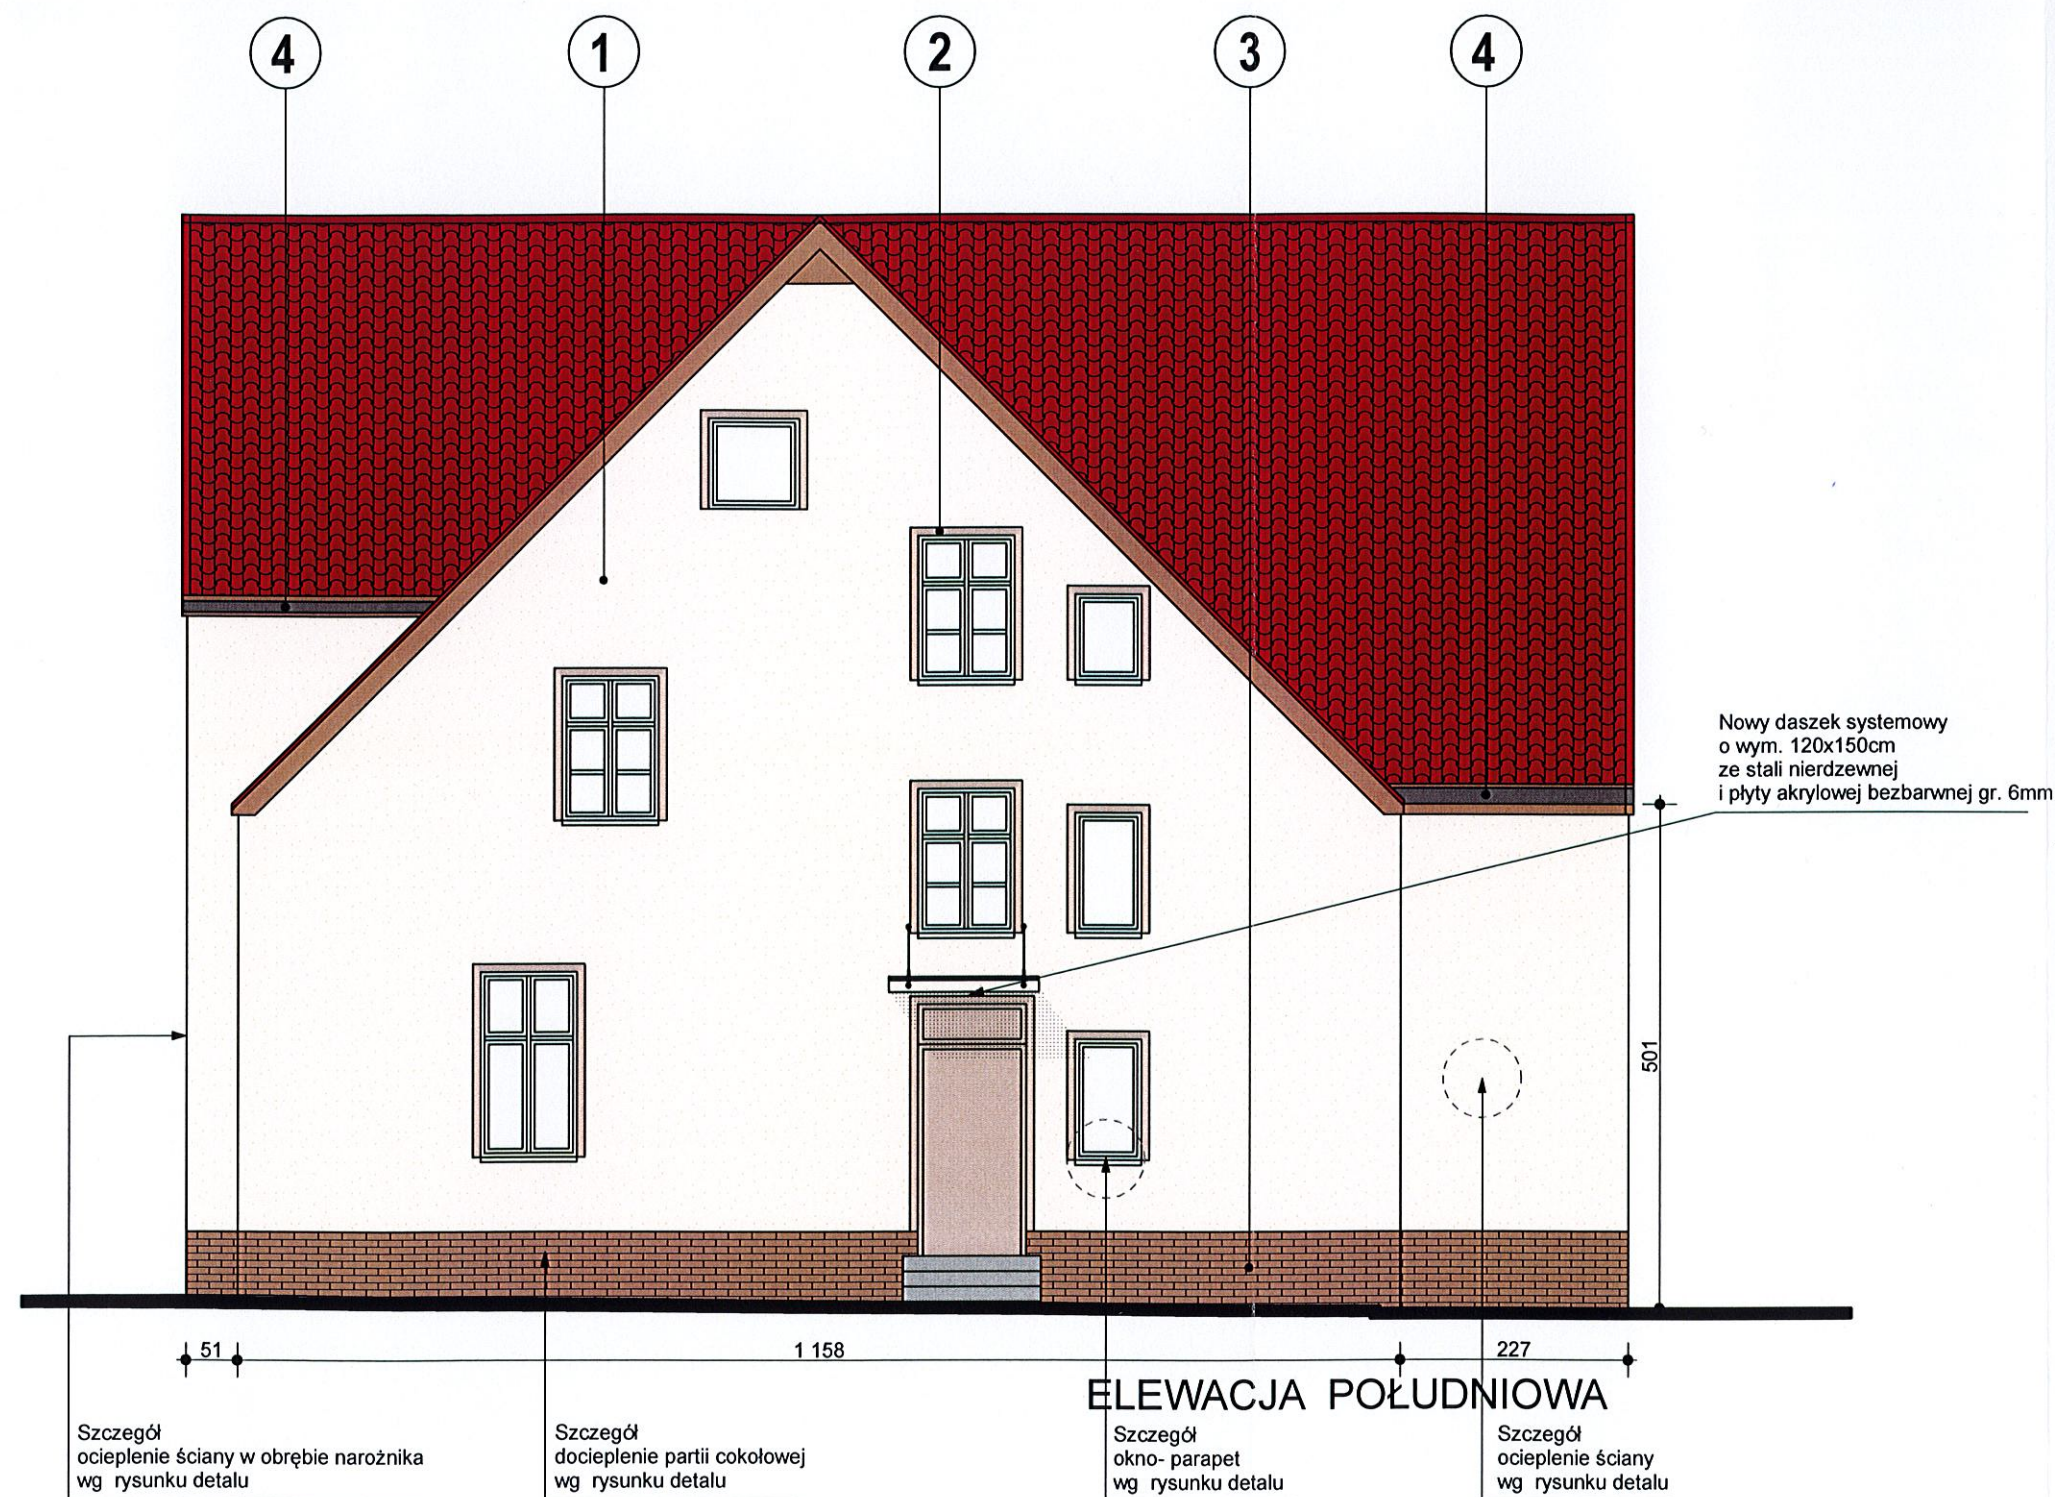 4 1 2 3 4
Nowy daszek systemowy
o wym. 120x150cm
ze stali nierdzewnej
i płyty akrylowej bezbarwnej gr. 6mm
501
51 1 158 227
ELEWACJA POŁUDNIOWA
Szczegół
ocieplenie ściany w obrębie narożnika
wg rysunku detalu
Szczegół
docieplenie partii cokołowej
wg rysunku detalu
Szczegół
okno- parapet
wg rysunku detalu
Szczegół
ocieplenie ściany
wg rysunku detalu